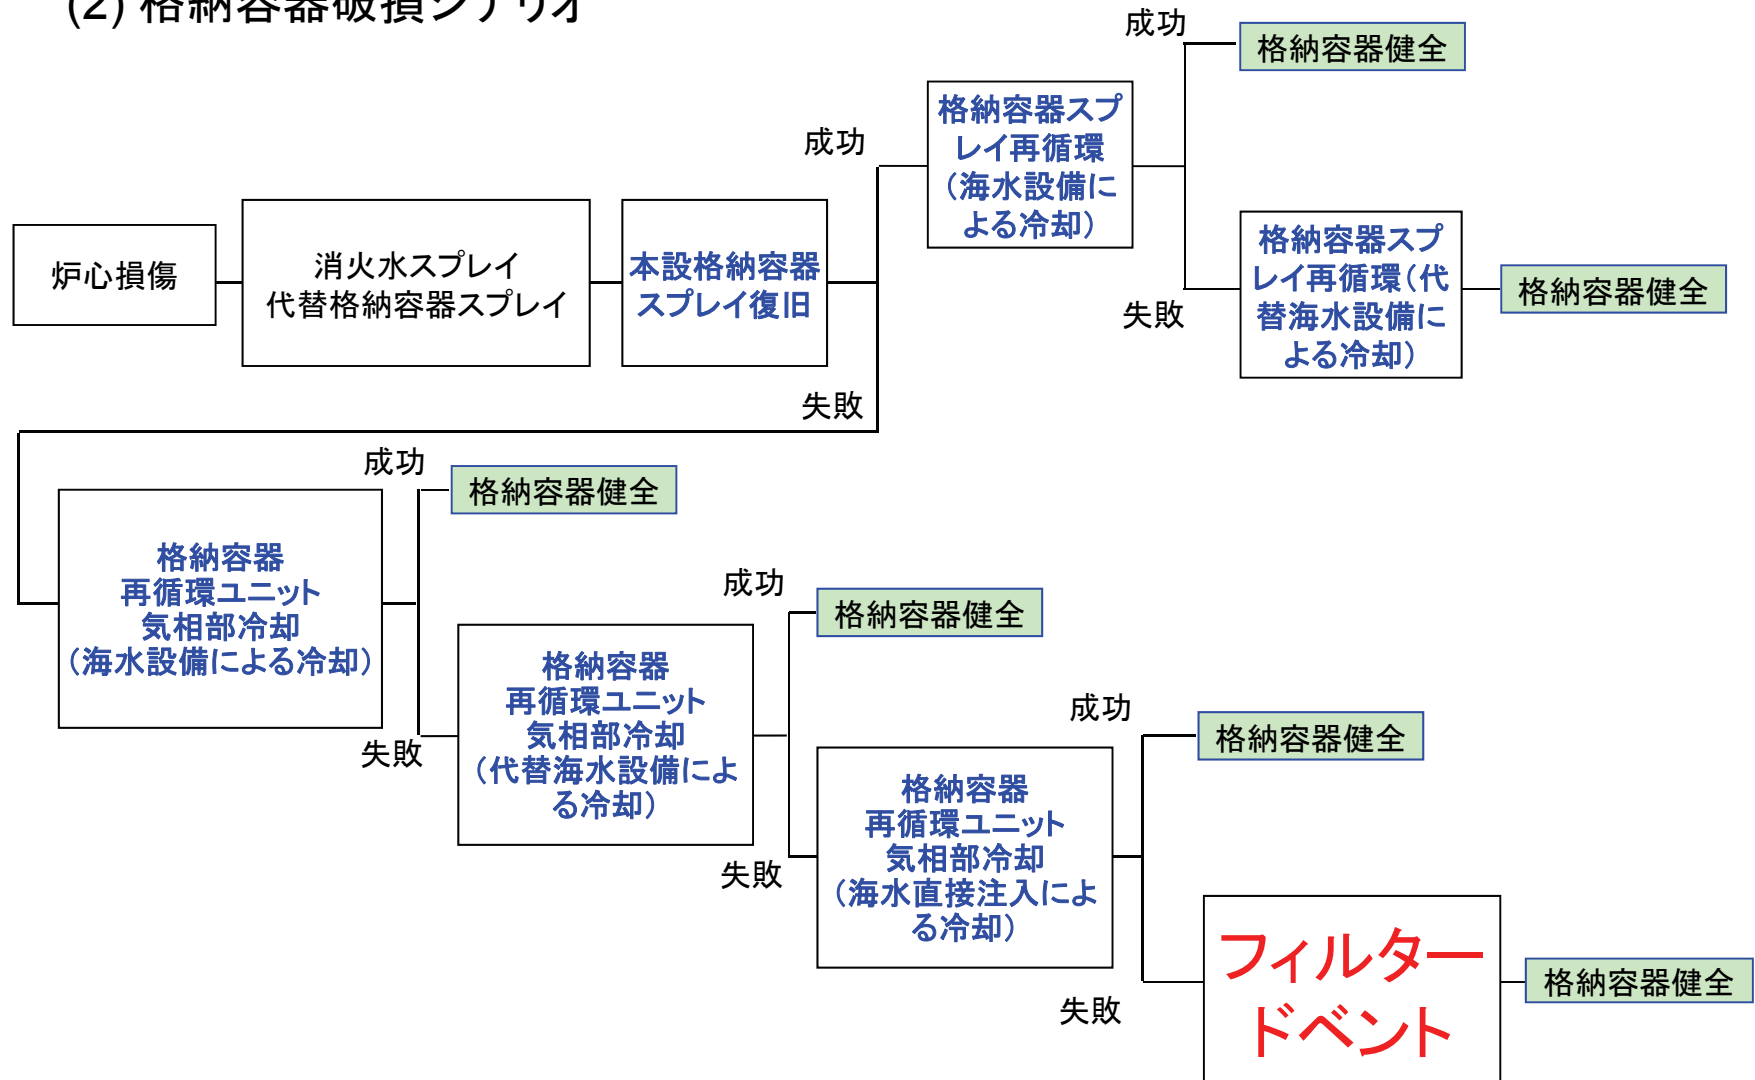 (2) 格納容器破損シナリオ
成功
格納容器健全
格納容器スプ
レイ再循環
（海水設備に
よる冷却）
成功
炉心損傷
消火水スプレイ
代替格納容器スプレイ
本設格納容器
スプレイ復旧
格納容器スプ
レイ再循環（代
替海水設備に
よる冷却）
失敗
格納容器健全
失敗
成功
格納容器健全
格納容器
再循環ユニット
気相部冷却
（海水設備による冷却）
失敗
成功
格納容器健全
格納容器
再循環ユニット
気相部冷却
（代替海水設備によ
る冷却）
失敗
成功
格納容器健全
格納容器
再循環ユニット
気相部冷却
（海水直接注入によ
る冷却）
失敗
フィルター
ドベント
格納容器健全